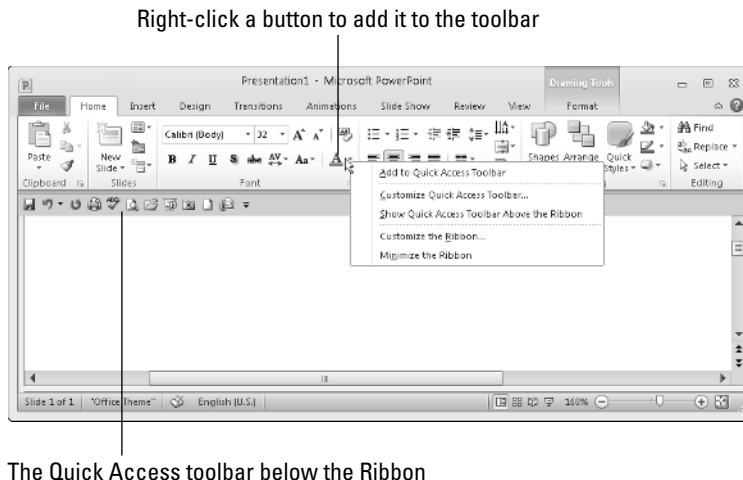 Right-click a button to add it to the toolbar
Presentation1 - Microsoft PowerPoint
Drawing Tools
File Home Insert Design Transitions Animations Slide Show Review View Format
Calibri (Body) 32
Find
Replace
Paste
New
Slide
B I U S abc AV Aa A
Shapes Arrange Quick
Styles
Select
Clipboard Slides Font Editing
Add to Quick Access Toolbar
Customize Quick Access Toolbar...
Show Quick Access Toolbar Above the Ribbon
Customize the Ribbon...
Minimize the Ribbon
Slide 1 of 1 "Office Theme" English (U.S.) 160%
The Quick Access toolbar below the Ribbon